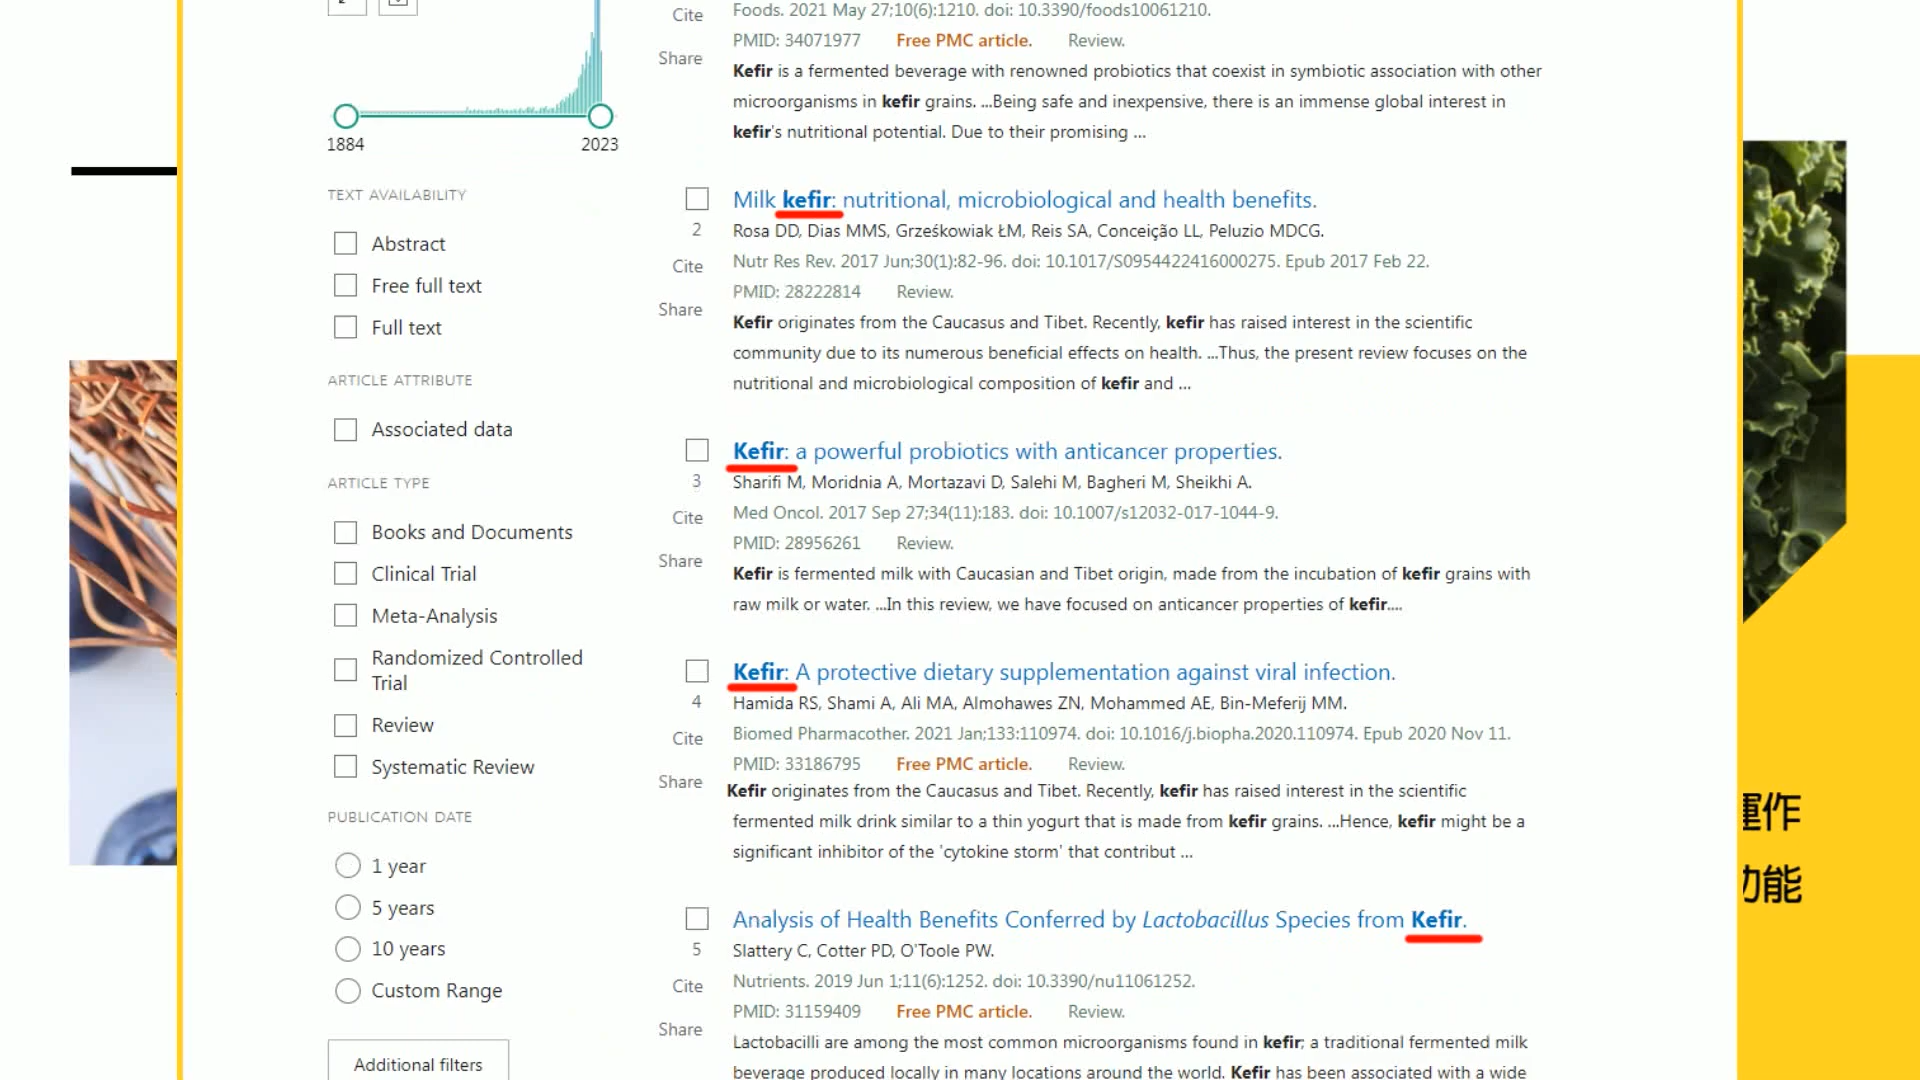 1884
2023
TEXT AVAILABILITY
Abstract
Free full text
Full text
ARTICLE ATTRIBUTE
Associated data
ARTICLE TYPE
Books and Documents
Clinical Trial
Meta-Analysis
Randomized Controlled
Trial
Review
Systematic Review
PUBLICATION DATE
1 year
5 years
10 years
Custom Range
Additional filters
Cite
Share
Foods. 2021 May 27;10(6):1210. doi: 10.3390/foods10061210.
PMID: 34071977 Free PMC article. Review.
Kefir is a fermented beverage with renowned probiotics that coexist in symbiotic association with other
microorganisms in kefir grains. ...Being safe and inexpensive, there is an immense global interest in
kefir's nutritional potential. Due to their promising ...
2
Cite
Share
Milk kefir: nutritional, microbiological and health benefits.
Rosa DD, Dias MMS, Grześkowiak ŁM, Reis SA, Conceição LL, Peluzio MDCG.
Nutr Res Rev. 2017 Jun;30(1):82-96. doi: 10.1017/S0954422416000275. Epub 2017 Feb 22.
PMID: 28222814 Review.
Kefir originates from the Caucasus and Tibet. Recently, kefir has raised interest in the scientific
community due to its numerous beneficial effects on health. ...Thus, the present review focuses on the
nutritional and microbiological composition of kefir and ...
3
Cite
Share
Kefir: a powerful probiotics with anticancer properties.
Sharifi M, Moridnia A, Mortazavi D, Salehi M, Bagheri M, Sheikhi A.
Med Oncol. 2017 Sep 27;34(11):183. doi: 10.1007/s12032-017-1044-9.
PMID: 28956261 Review.
Kefir is fermented milk with Caucasian and Tibet origin, made from the incubation of kefir grains with
raw milk or water. ...In this review, we have focused on anticancer properties of kefir....
4
Cite
Share
Kefir: A protective dietary supplementation against viral infection.
Hamida RS, Shami A, Ali MA, Almohawes ZN, Mohammed AE, Bin-Meferij MM.
Biomed Pharmacother. 2021 Jan;133:110974. doi: 10.1016/j.biopha.2020.110974. Epub 2020 Nov 11.
PMID: 33186795 Free PMC article. Review.
Kefir originates from the Caucasus and Tibet. Recently, kefir has raised interest in the scientific
fermented milk drink similar to a thin yogurt that is made from kefir grains. ...Hence, kefir might be a
significant inhibitor of the 'cytokine storm' that contribut ...
5
Cite
Share
Analysis of Health Benefits Conferred by Lactobacillus Species from Kefir.
Slattery C, Cotter PD, O'Toole PW.
Nutrients. 2019 Jun 1;11(6):1252. doi: 10.3390/nu11061252.
PMID: 31159409 Free PMC article. Review.
Lactobacilli are among the most common microorganisms found in kefir; a traditional fermented milk
beverage produced locally in many locations around the world. Kefir has been associated with a wide
運作
功能